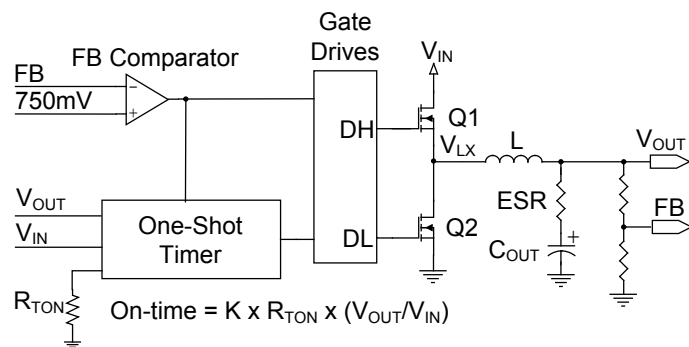 Gate
Drives
FB Comparator
V_IN
FB
750mV
−
+
DH
Q1
V_LX
L
V_OUT
V_OUT
V_IN
One-Shot
Timer
DL
Q2
ESR
FB
C_OUT
+
R_TON
On-time = K x R_TON x (V_OUT/V_IN)